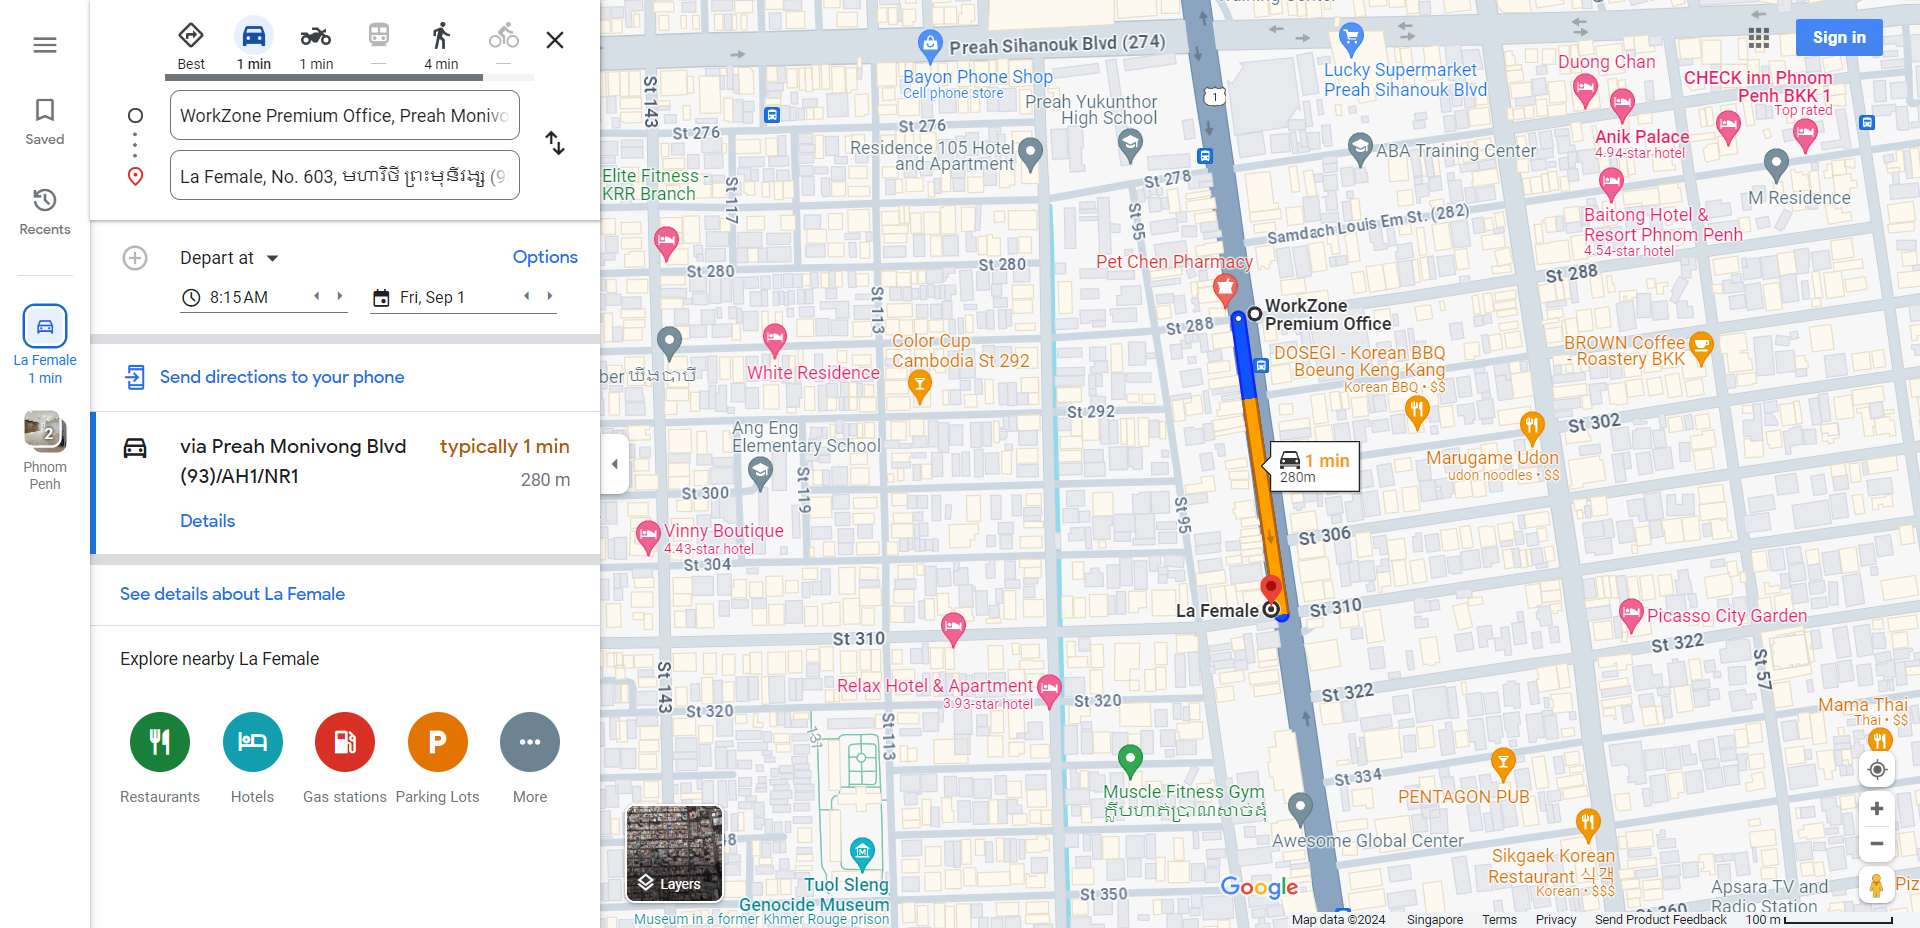 Saved
Recents
La Female
1 min
2
Phnom
Penh
Best
1 min
1 min
—
4 min
—
WorkZone Premium Office, Preah Monivo
La Female, No. 603, មហាវិថី ព្រះមុនីវង្ស (9
Depart at
Options
8:15 AM
Fri, Sep 1
Send directions to your phone
via Preah Monivong Blvd
(93)/AH1/NR1
typically 1 min
280 m
Details
See details about La Female
Explore nearby La Female
Restaurants
Hotels
Gas stations
P
Parking Lots
More
Layers
Sign in
Preah Sihanouk Blvd (274)
Bayon Phone Shop
Cell phone store
Preah Yukunthor
High School
Lucky Supermarket
Preah Sihanouk Blvd
Duong Chan
CHECK inn Phnom
Penh BKK 1
Top rated
Anik Palace
4.94-star hotel
M Residence
ABA Training Center
Training Center
1
St 143
St 276
St 276
Residence 105 Hotel
and Apartment
Elite Fitness -
KRR Branch
St 117
St 278
St 95
Samdach Louis Em St. (282)
Baitong Hotel &
Resort Phnom Penh
4.54-star hotel
St 280
St 280
Pet Chen Pharmacy
St 288
St 113
WorkZone
Premium Office
St 288
Color Cup
Cambodia St 292
DOSEGI - Korean BBQ
Boeung Keng Kang
Korean BBQ • $$
BROWN Coffee
- Roastery BKK
White Residence
ber ឃីងបាប៊ី
St 292
St 302
Ang Eng
Elementary School
1 min
280m
Marugame Udon
udon noodles • $$
St 300
St 119
St 95
Vinny Boutique
4.43-star hotel
St 304
St 306
La Female
St 310
St 310
Picasso City Garden
St 322
St 57
St 143
Relax Hotel & Apartment
3.93-star hotel
St 320
St 320
St 322
Mama Thai
Thai • $$
St 113
131
St 334
Muscle Fitness Gym
ក្លឹបហាត់ប្រាណសាច់ដុំ
PENTAGON PUB
Awesome Global Center
Sikgaek Korean
Restaurant 식객
Korean • $$$
Tuol Sleng
Genocide Museum
Museum in a former Khmer Rouge prison
St 350
Google
Apsara TV and
Radio Station
Piz
St 360
Map data ©2024
Singapore
Terms
Privacy
Send Product Feedback
100 m